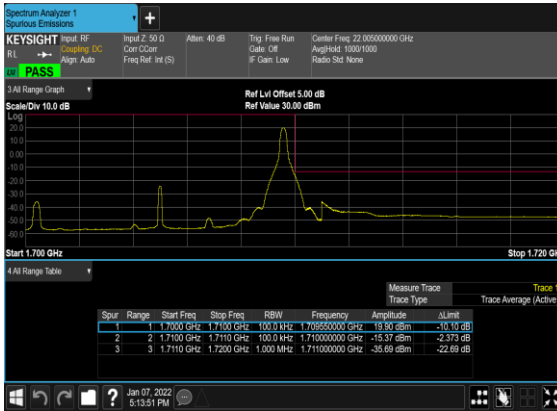 Spectrum Analyzer 1
Spurious Emissions
KEYSIGHT Input: RF Input Z: 50 Ω Atten: 40 dB Trig: Free Run Center Freq: 22.005000000 GHz
R L Coupling: DC Corr CCorr Gate: Off Avg|Hold: 1000/1000
Align: Auto Freq Ref: Int (S) IF Gain: Low Radio Std: None
PASS
3 All Range Graph Ref Lvl Offset 5.00 dB
Scale/Div 10.0 dB Ref Value 30.00 dBm
Log
20.0
10.0
0.00
-10.0
-20.0
-30.0
-40.0
-50.0
-60.0
Start 1.700 GHz Stop 1.720 GH
4 All Range Table
Measure Trace Trace 1
Trace Type Trace Average (Active
Spur Range Start Freq Stop Freq RBW Frequency Amplitude ΔLimit
1 1 1.7000 GHz 1.7100 GHz 100.0 kHz 1.709550000 GHz 19.90 dBm -10.10 dB
2 2 1.7100 GHz 1.7110 GHz 100.0 kHz 1.710000000 GHz -15.37 dBm -2.373 dB
3 3 1.7110 GHz 1.7200 GHz 1.000 MHz 1.711000000 GHz -35.69 dBm -22.69 dB
Jan 07, 2022
5:13:51 PM